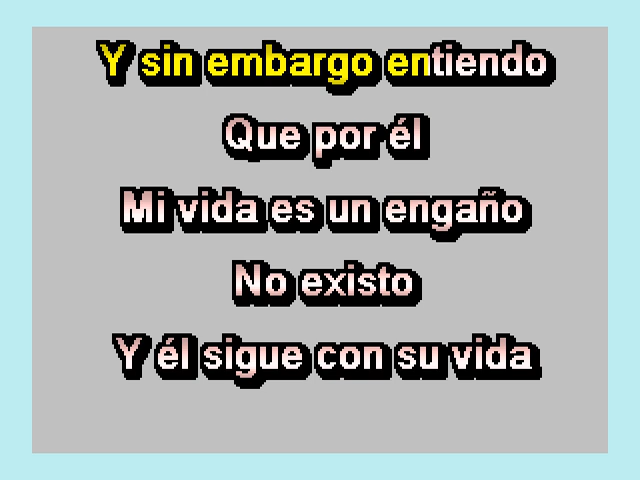 Y sin embargo entiendo
Que por él
Mi vida es un engaño
No existo
Y él sigue con su vida